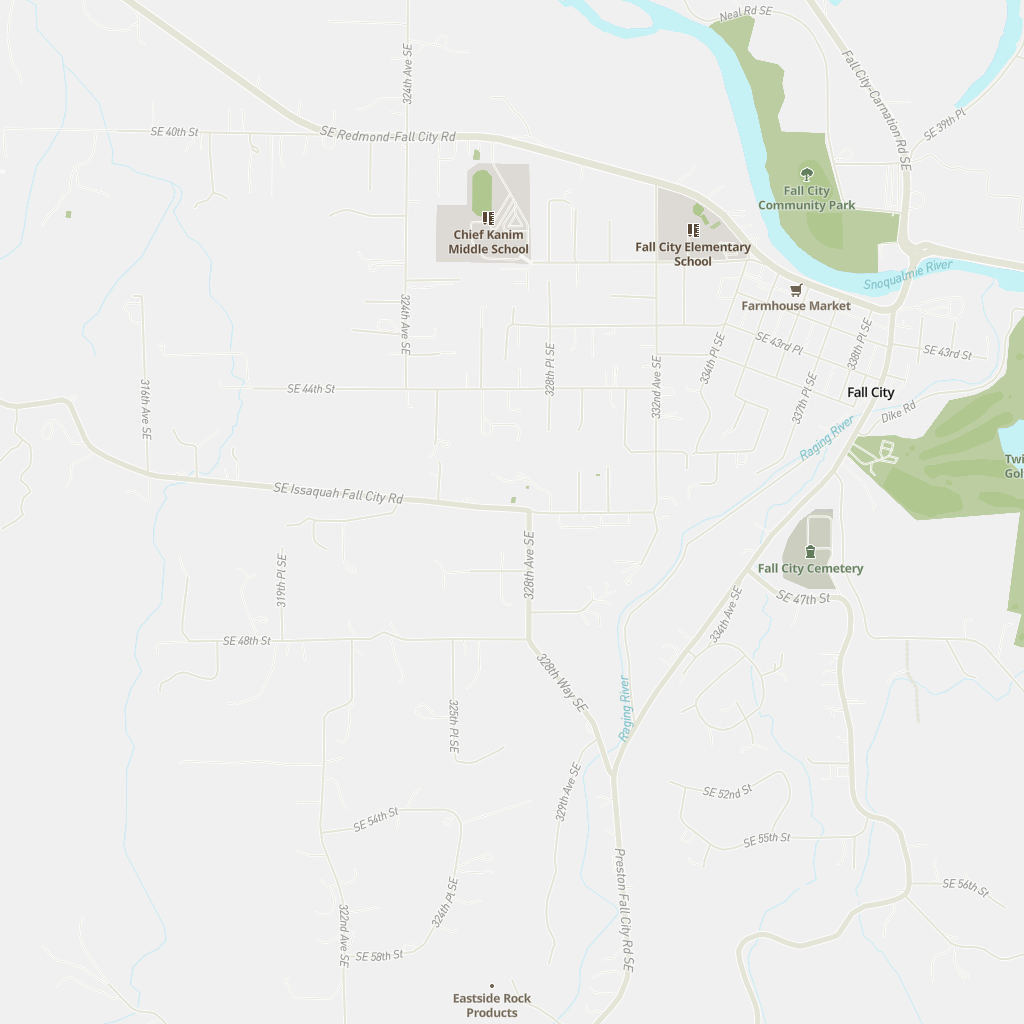 Neal Rd SE
Fall City-Carnation Rd SE
324th Ave SE
SE 39th Pl
SE 40th St
SE Redmond-Fall City Rd
Fall City
Community Park
Chief Kanim
Middle School
Fall City Elementary
School
Snoqualmie River
Farmhouse Market
324th Ave SE
SE 43rd Pl
338th Pl SE
SE 43rd St
334th Pl SE
328th Pl SE
332nd Ave SE
316th Ave SE
SE 44th St
337th Pl SE
Fall City
Dike Rd
Raging River
Twi
Gol
SE Issaquah Fall City Rd
328th Ave SE
Fall City Cemetery
319th Pl SE
SE 47th St
334th Ave SE
SE 48th St
328th Way SE
Raging River
325th Pl SE
329th Ave SE
SE 52nd St
SE 54th St
SE 55th St
Preston Fall City Rd SE
324th Pl SE
SE 56th St
322nd Ave SE
SE 58th St
Eastside Rock
Products